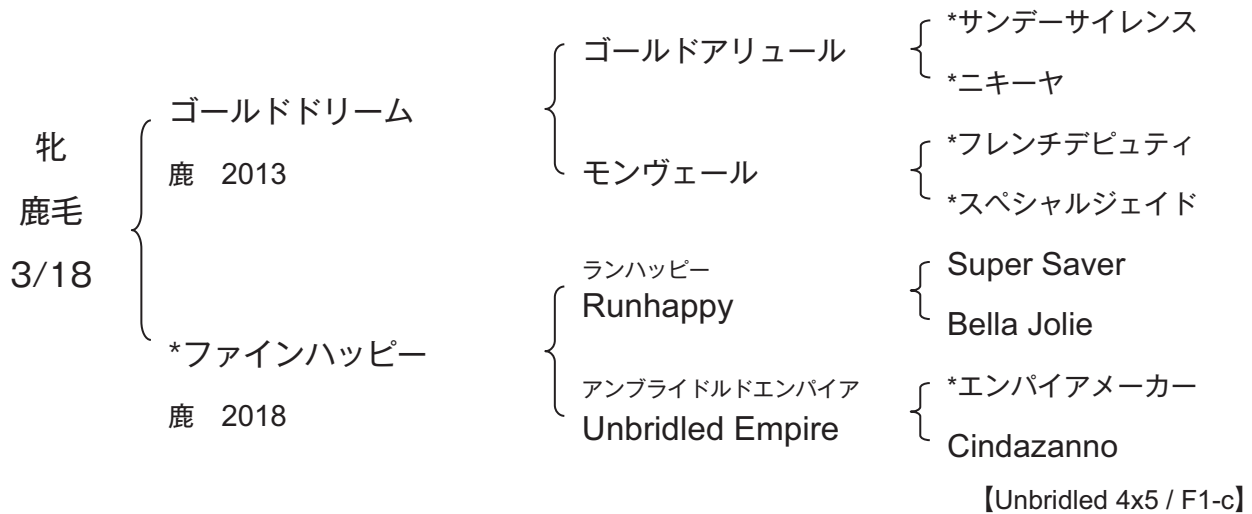 牝
鹿毛
3/18
ゴールドドリーム
鹿 2013
*ファインハッピー
鹿 2018
ゴールドアリュール
モンヴェール
ランハッピー
Runhappy
アンブライドルドエンパイア
Unbridled Empire
*サンデーサイレンス
*ニキーヤ
*フレンチデピュティ
*スペシャルジェイド
Super Saver
Bella Jolie
*エンパイアメーカー
Cindazanno
【Unbridled 4x5 / F1-c】